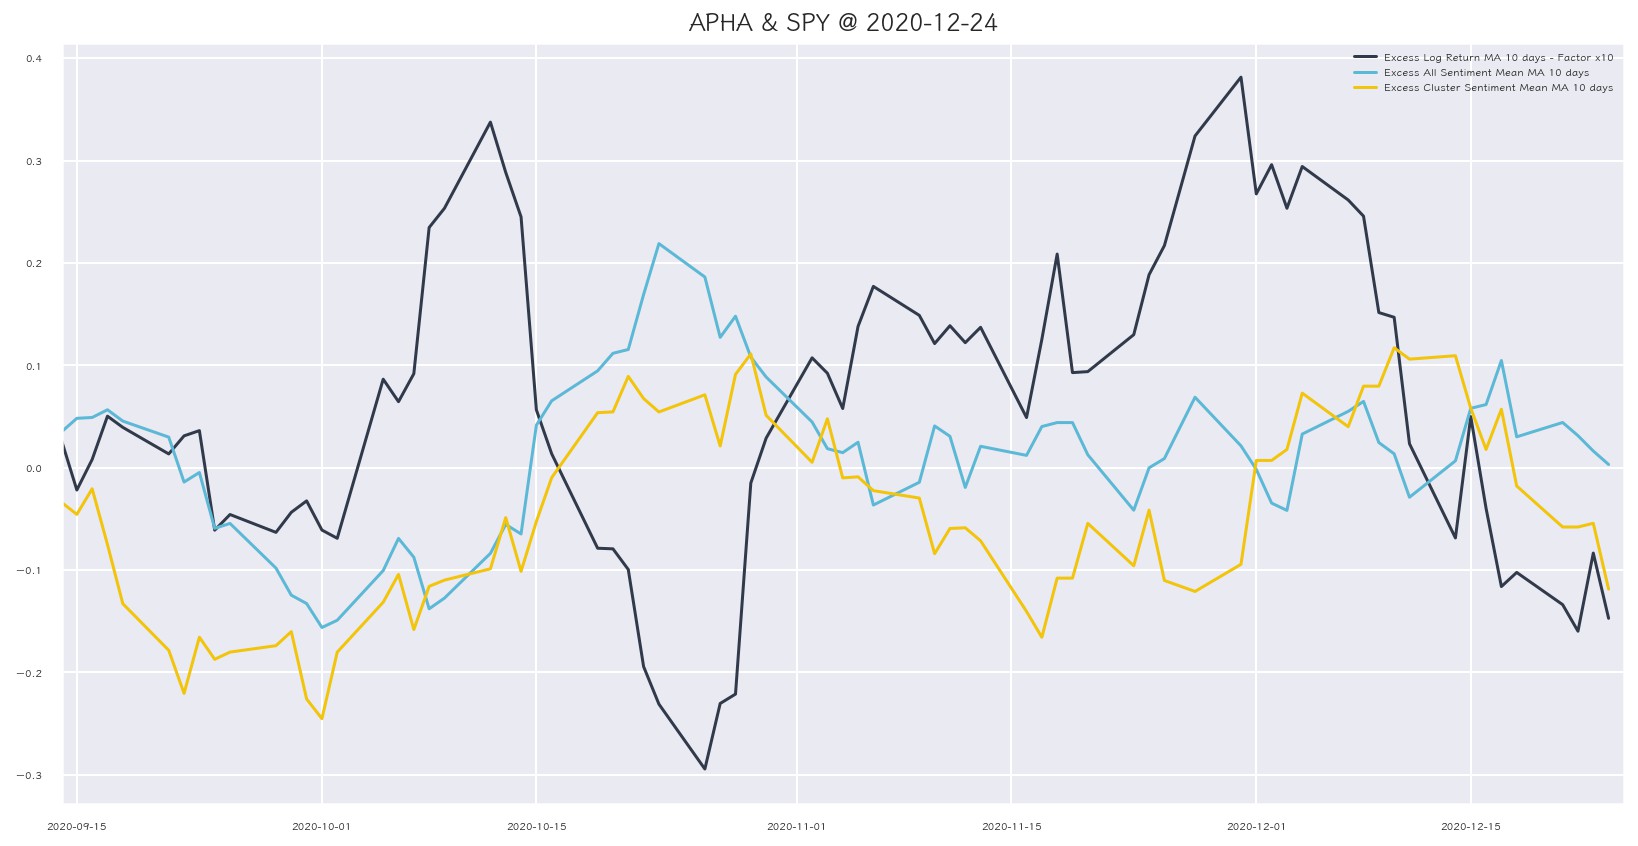 APHA & SPY @ 2020-12-24
Excess Log Return MA 10 days - Factor x10
Excess All Sentiment Mean MA 10 days
Excess Cluster Sentiment Mean MA 10 days
0.4
0.3
0.2
0.1
0.0
−0.1
−0.2
−0.3
2020-09-15 2020-10-01 2020-10-15 2020-11-01 2020-11-15 2020-12-01 2020-12-15